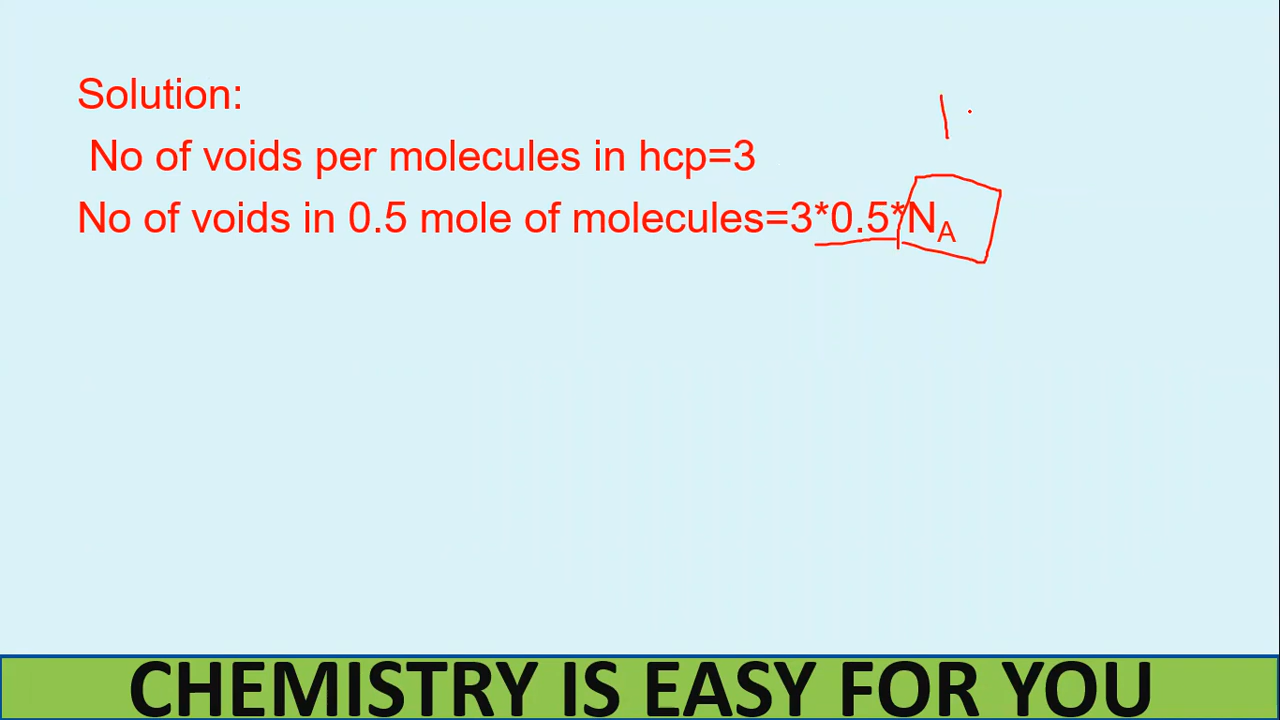 Solution:
No of voids per molecules in hcp=3
No of voids in 0.5 mole of molecules=3*0.5*N_A
CHEMISTRY IS EASY FOR YOU